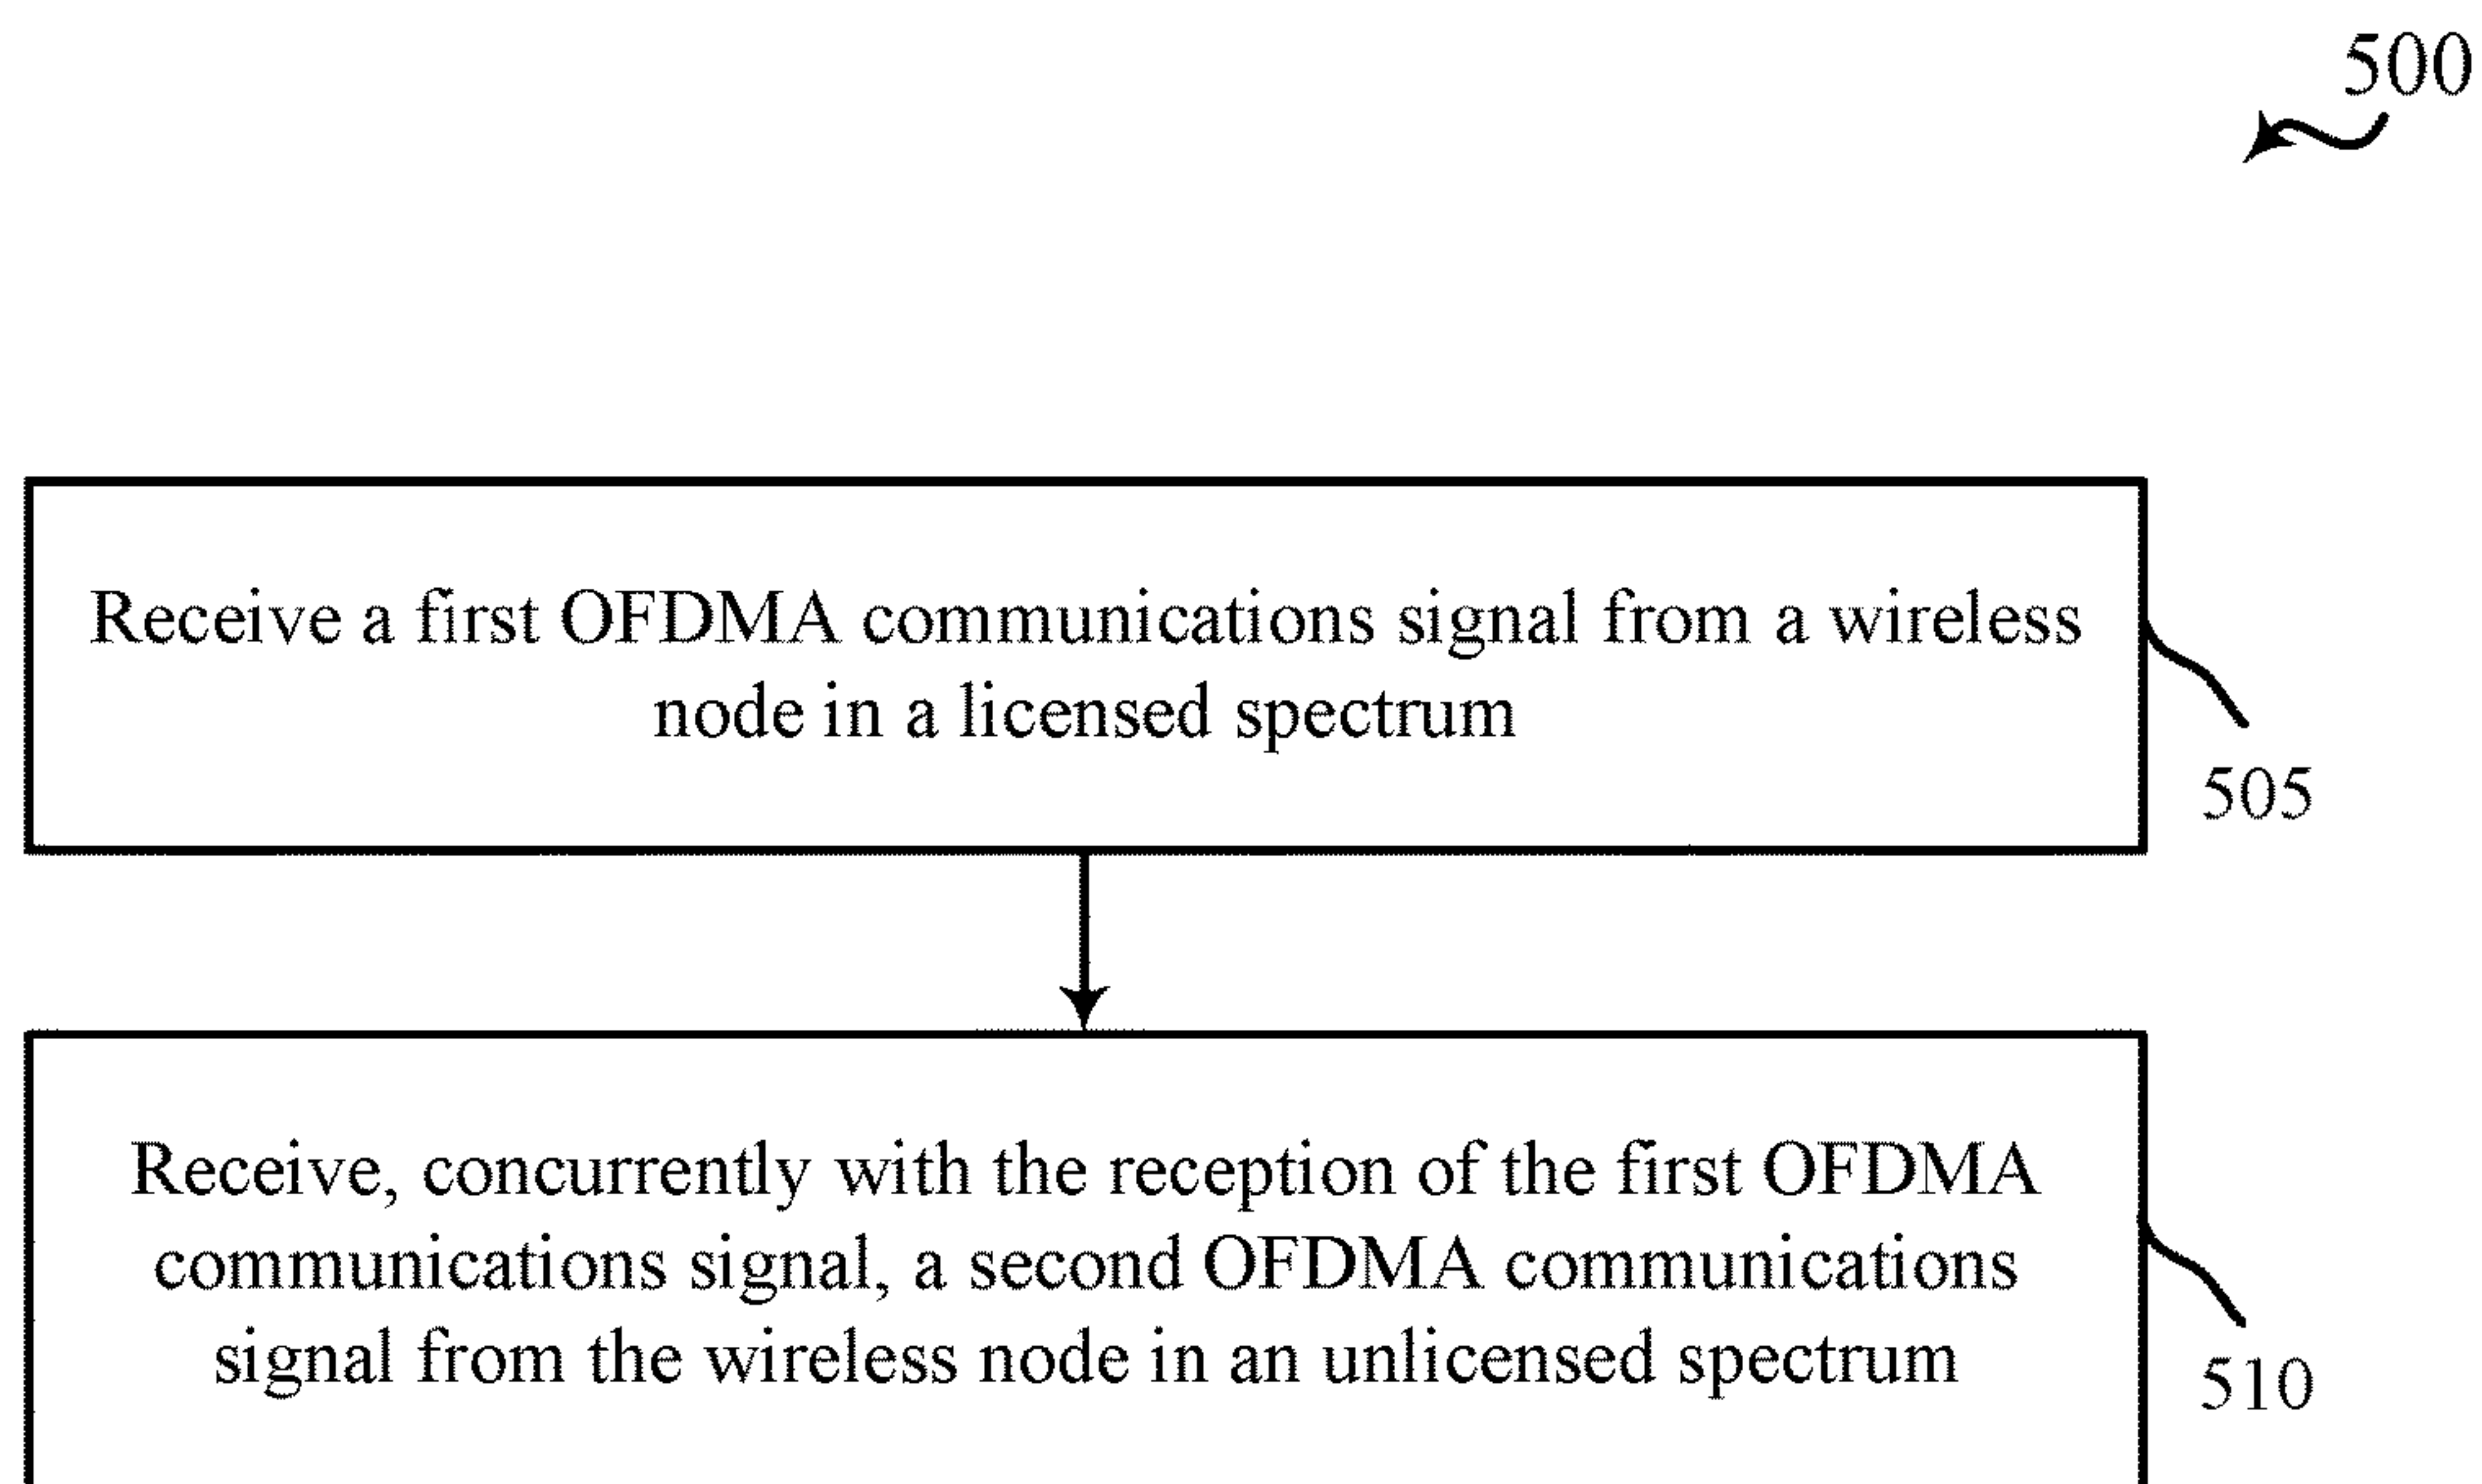 500
Receive a first OFDMA communications signal from a wireless
node in a licensed spectrum
505
Receive, concurrently with the reception of the first OFDMA
communications signal, a second OFDMA communications
signal from the wireless node in an unlicensed spectrum
510